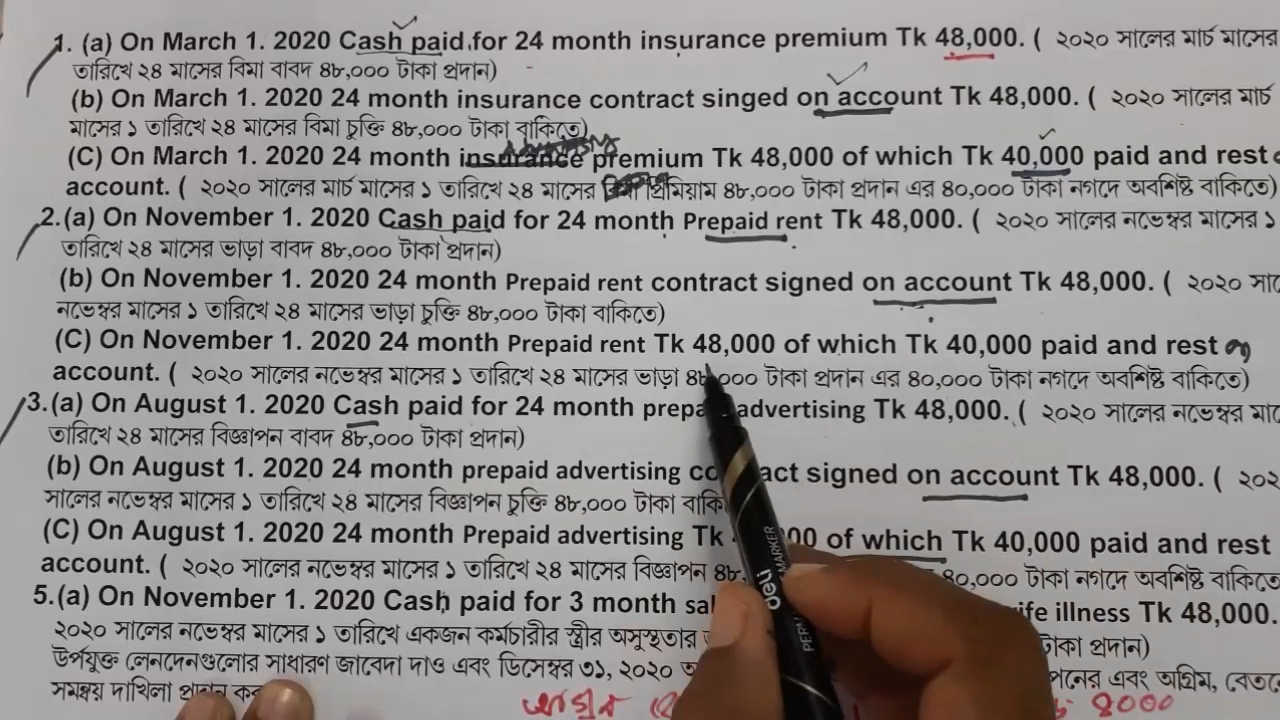 1. (a) On March 1. 2020 Cash paid for 24 month insurance premium Tk 48,000. ( ২০২০ সালের মার্চ মাসের
তারিখে ২৪ মাসের বিমা বাবদ ৪৮,০০০ টাকা প্রদান)
(b) On March 1. 2020 24 month insurance contract singed on account Tk 48,000. ( ২০২০ সালের মার্চ
মাসের ১ তারিখে ২৪ মাসের বিমা চুক্তি ৪৮,০০০ টাকা বাকিতে)
(C) On March 1. 2020 24 month insurance premium Tk 48,000 of which Tk 40,000 paid and rest
account. ( ২০২০ সালের মার্চ মাসের ১ তারিখে ২৪ মাসের প্রিমিয়াম ৪৮,০০০ টাকা প্রদান এর ৪০,০০০ টাকা নগদে অবশিষ্ট বাকিতে)
2.(a) On November 1. 2020 Cash paid for 24 month Prepaid rent Tk 48,000. ( ২০২০ সালের নভেম্বর মাসের ১
তারিখে ২৪ মাসের ভাড়া বাবদ ৪৮,০০০ টাকা প্রদান)
(b) On November 1. 2020 24 month Prepaid rent contract signed on account Tk 48,000. ( ২০২০
নভেম্বর মাসের ১ তারিখে ২৪ মাসের ভাড়া চুক্তি ৪৮,০০০ টাকা বাকিতে)
(C) On November 1. 2020 24 month Prepaid rent Tk 48,000 of which Tk 40,000 paid and rest on
account. ( ২০২০ সালের নভেম্বর মাসের ১ তারিখে ২৪ মাসের ভাড়া ৪৮,০০০ টাকা প্রদান এর ৪০,০০০ টাকা নগদে অবশিষ্ট বাকিতে)
3.(a) On August 1. 2020 Cash paid for 24 month advertising Tk 48,000. ( ২০২০ সালের নভেম্বর
তারিখে ২৪ মাসের বিজ্ঞাপন বাবদ ৪৮,০০০ টাকা প্রদান)
(b) On August 1. 2020 24 month prepaid advertising signed on account Tk 48,000. (
সালের নভেম্বর মাসের ১ তারিখে ২৪ মাসের বিজ্ঞাপন চুক্তি ৪৮,০০০ টাকা
(C) On August 1. 2020 24 month Prepaid advertising Tk of which Tk 40,000 paid and rest
account. ( ২০২০ সালের নভেম্বর মাসের ১ তারিখে ২৪ মাসের বিজ্ঞাপন ৪০,০০০ টাকা নগদে অবশিষ্ট বাকিতে
5.(a) On November 1. 2020 Cash paid for 3 month illness Tk 48,000.
২০২০ সালের নভেম্বর মাসের ১ তারিখে একজন কর্মচারীর স্ত্রীর অসুস্থতার টাকা প্রদান)
উপর্যুক্ত লেনদেনগুলোর সাধারণ জাবেদা দাও এবং ডিসেম্বর ৩১, ২০২০ এবং অগ্রিম,
সমন্বয় দাখিলা প্রদান